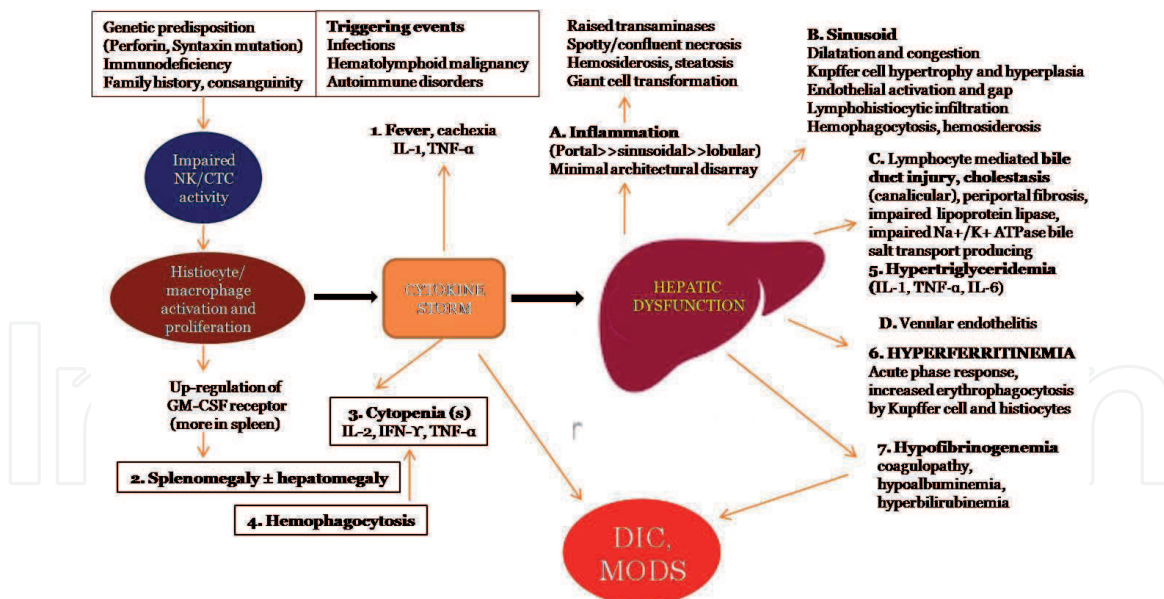 Genetic predisposition
(Perforin, Syntaxin mutation)
Immunodeficiency
Family history, consanguinity
Triggering events
Infections
Hematolymphoid malignancy
Autoimmune disorders
Impaired
NK/CTC
activity
Histiocyte/
macrophage
activation and
proliferation
Up-regulation of
GM-CSF receptor
(more in spleen)
2. Splenomegaly ± hepatomegaly
1. Fever, cachexia
IL-1, TNF-α
CYTOKINE
STORM
3. Cytopenia (s)
IL-2, IFN-ϒ, TNF-α
4. Hemophagocytosis
Raised transaminases
Spotty/confluent necrosis
Hemosiderosis, steatosis
Giant cell transformation
A. Inflammation
(Portal>>sinusoidal>>lobular)
Minimal architectural disarray
HEPATIC
DYSFUNCTION
B. Sinusoid
Dilatation and congestion
Kupffer cell hypertrophy and hyperplasia
Endothelial activation and gap
Lymphohistiocytic infiltration
Hemophagocytosis, hemosiderosis
C. Lymphocyte mediated bile
duct injury, cholestasis
(canalicular), periportal fibrosis,
impaired lipoprotein lipase,
impaired Na+/K+ ATPase bile
salt transport producing
5. Hypertriglyceridemia
(IL-1, TNF-α, IL-6)
D. Venular endothelitis
6. HYPERFERRITINEMIA
Acute phase response,
increased erythrophagocytosis
by Kupffer cell and histiocytes
7. Hypofibrinogenemia
coagulopathy,
hypoalbuminemia,
hyperbilirubinemia
DIC,
MODS